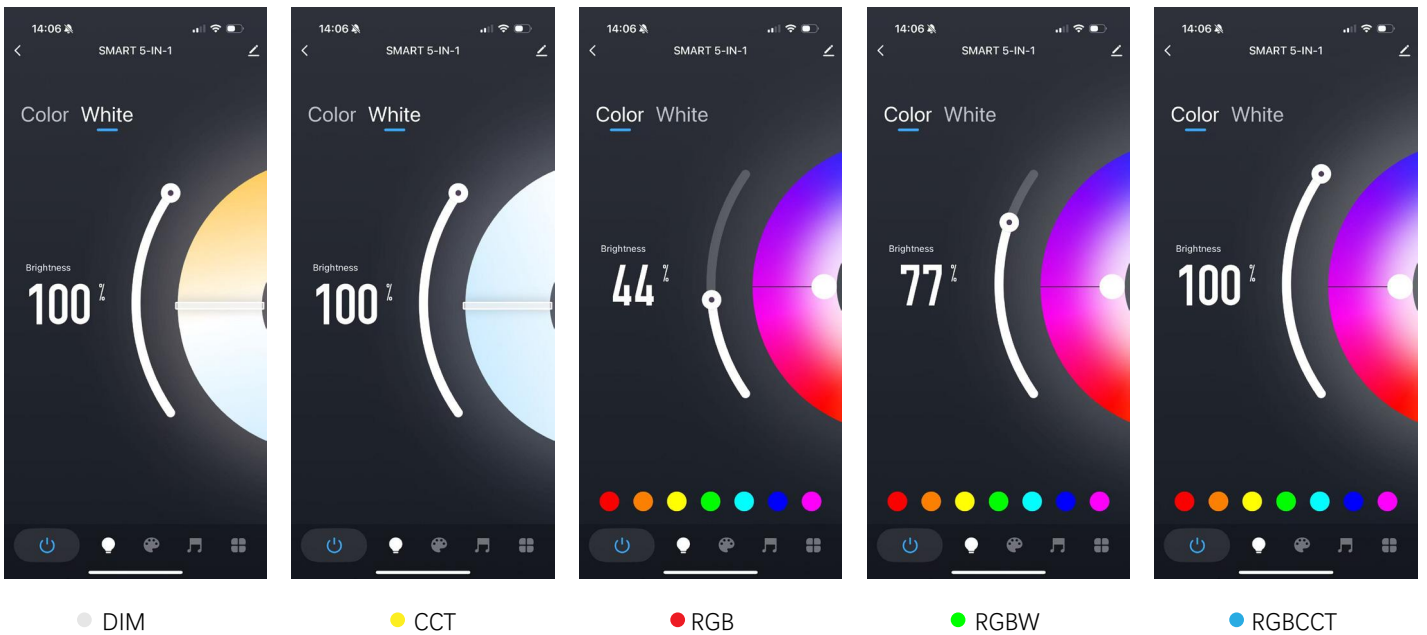 14:06
SMART 5-IN-1
Color White
Brightness
100 %
DIM
14:06
SMART 5-IN-1
Color White
Brightness
100 %
CCT
14:06
SMART 5-IN-1
Color White
Brightness
44 %
RGB
14:06
SMART 5-IN-1
Color White
Brightness
77 %
RGBW
14:06
SMART 5-IN-1
Color White
Brightness
100 %
RGBCCT